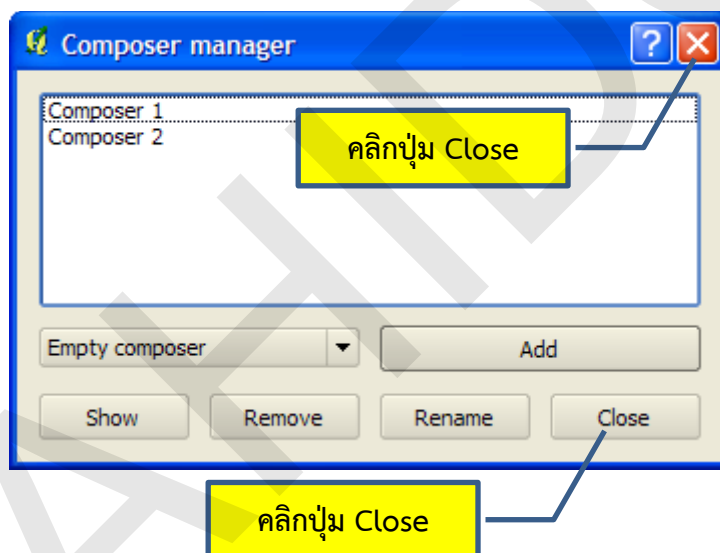 Composer manager
?
Composer 1
Composer 2
คลิกปุ่ม Close
Empty composer
Add
Show
Remove
Rename
Close
คลิกปุ่ม Close